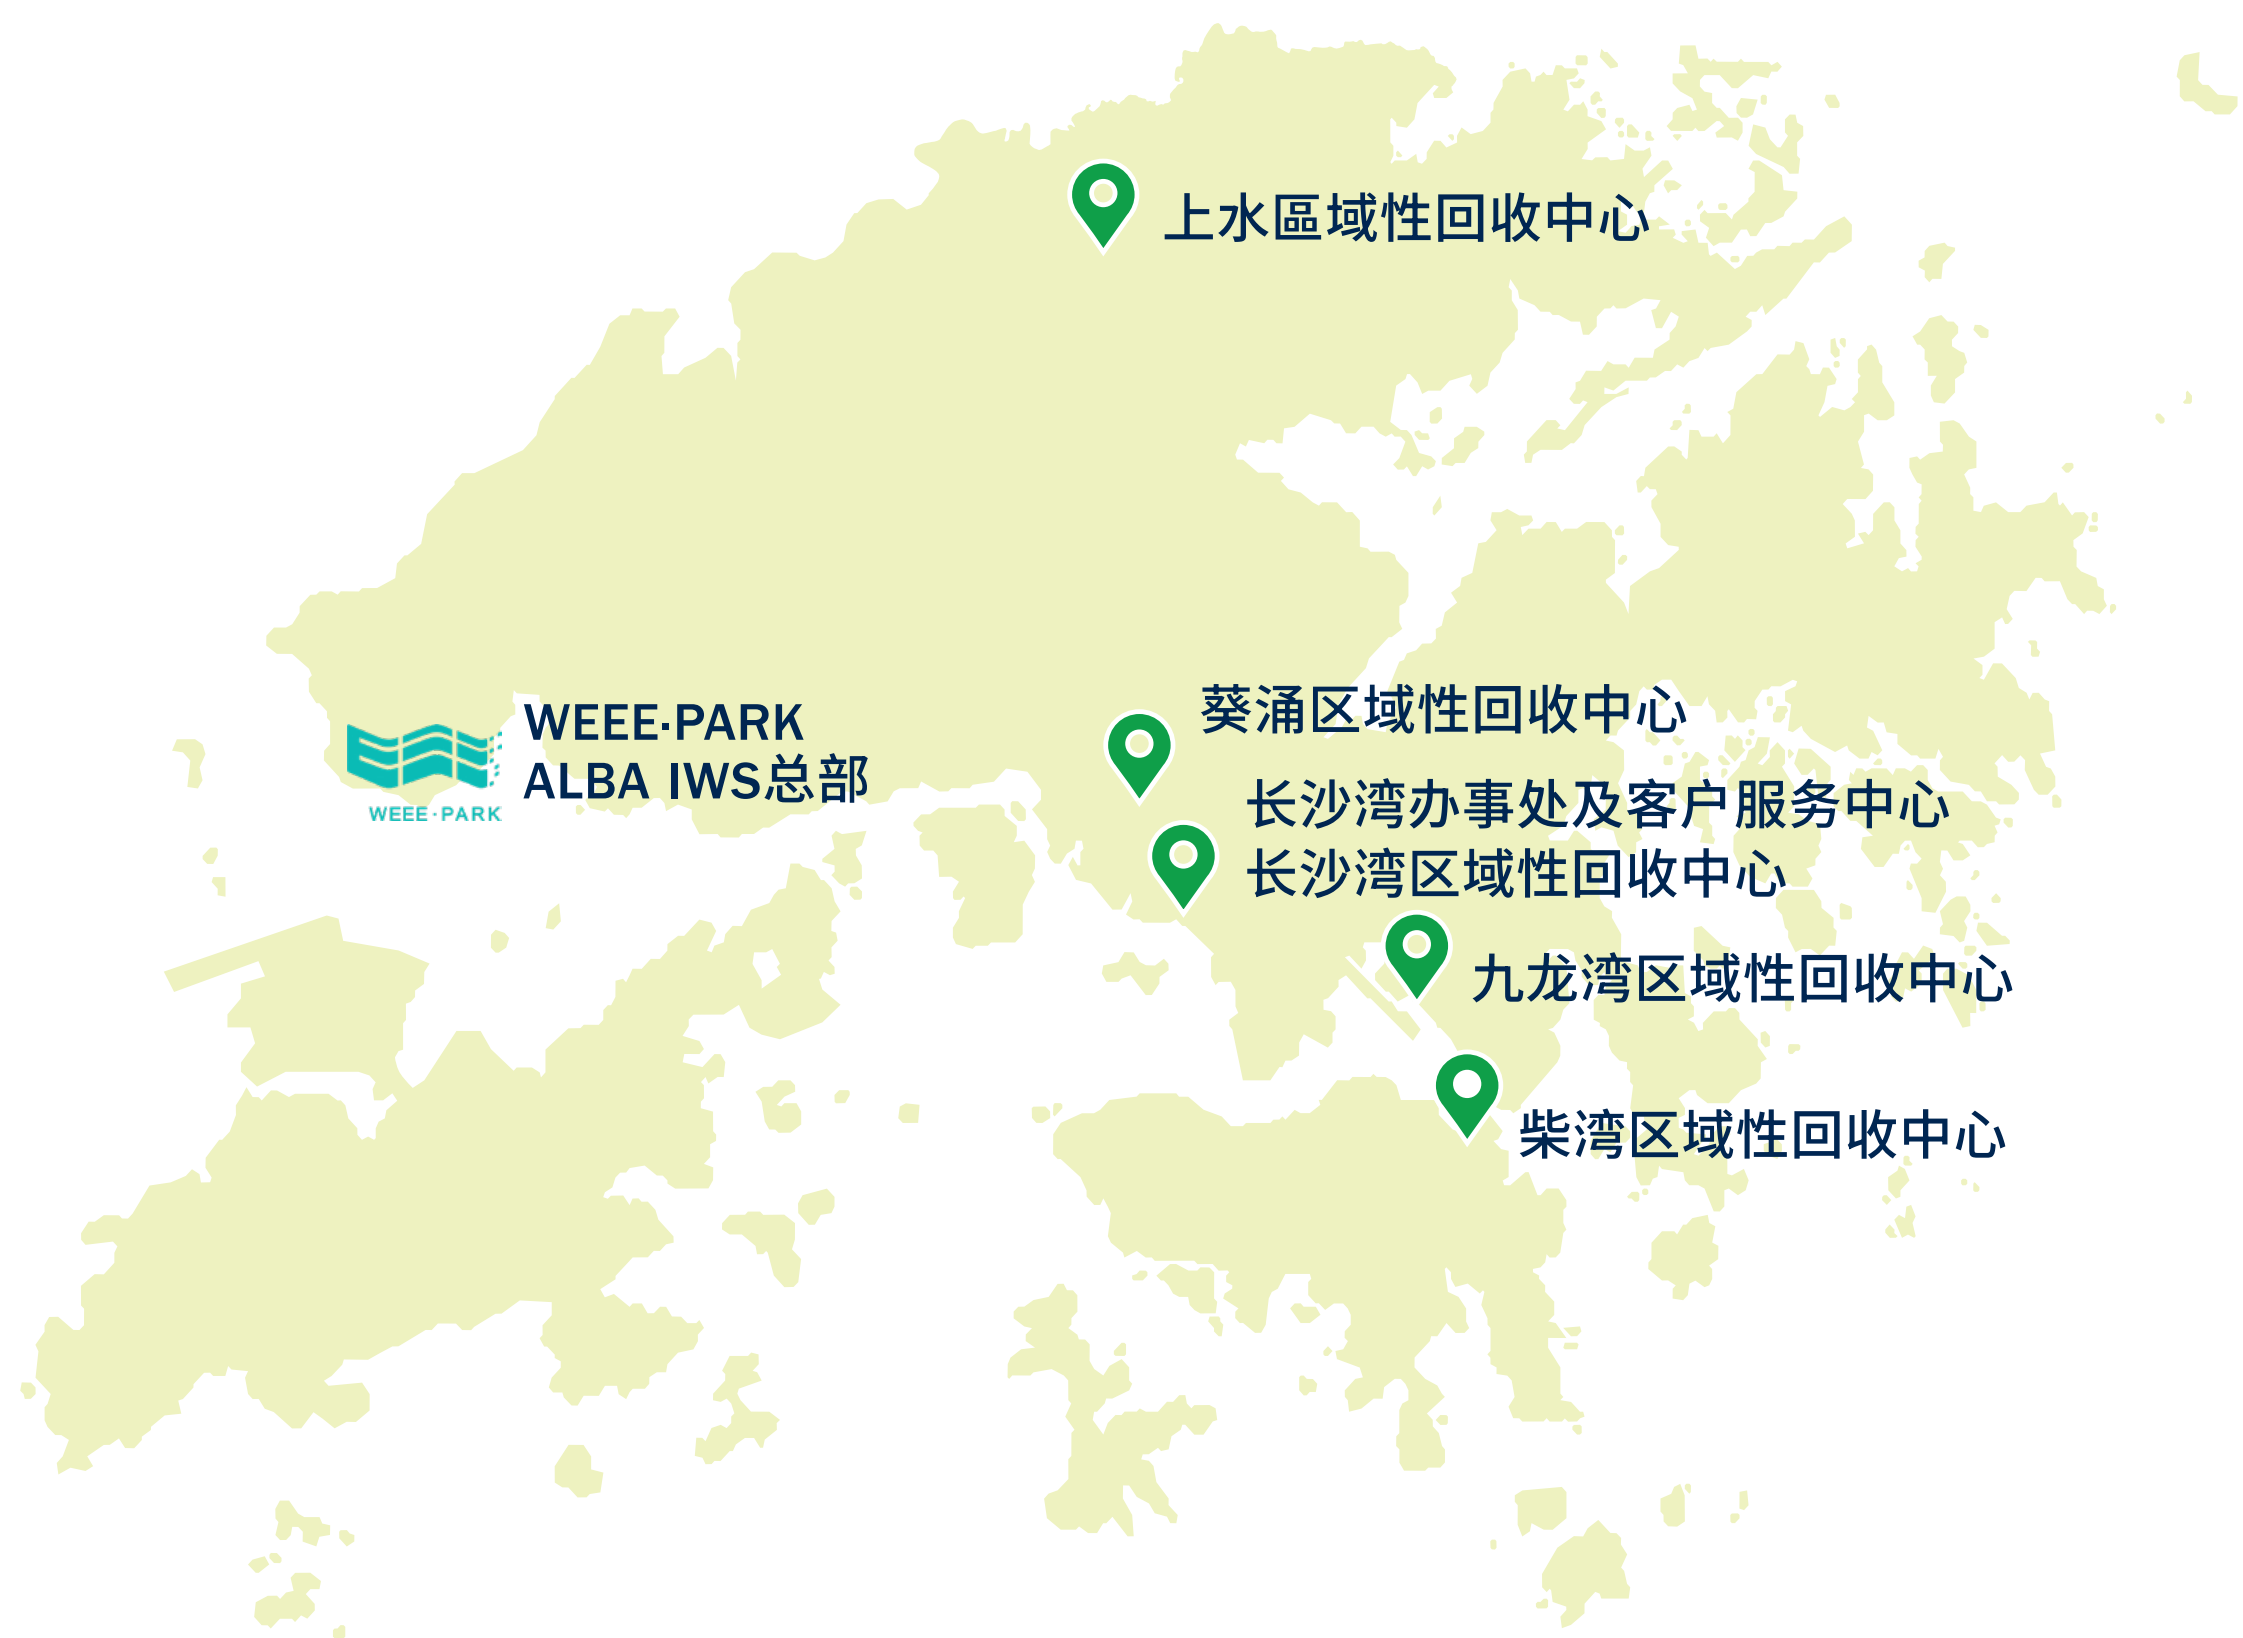 上水區域性回收中心
葵涌区域性回收中心
WEEE·PARK
ALBA IWS总部
WEEE·PARK
长沙湾办事处及客户服务中心
长沙湾区域性回收中心
九龙湾区域性回收中心
柴湾区域性回收中心